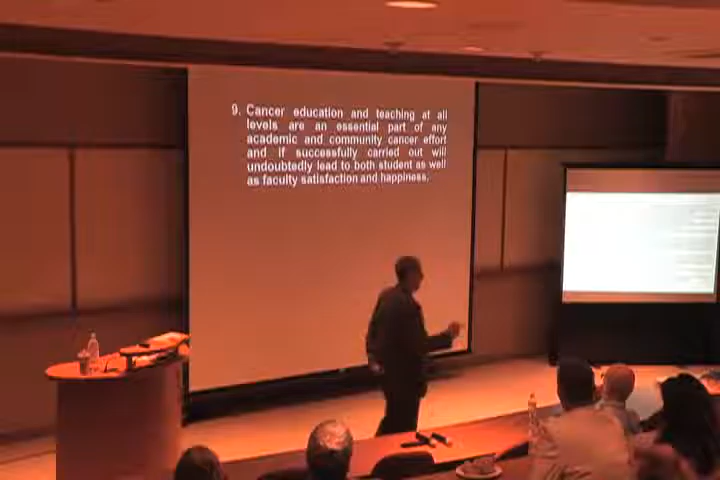 9. Cancer education and teaching at all
levels are an essential part of any
academic and community cancer effort
and if successfully carried out will
undoubtedly lead to both student as well
as faculty satisfaction and happiness.